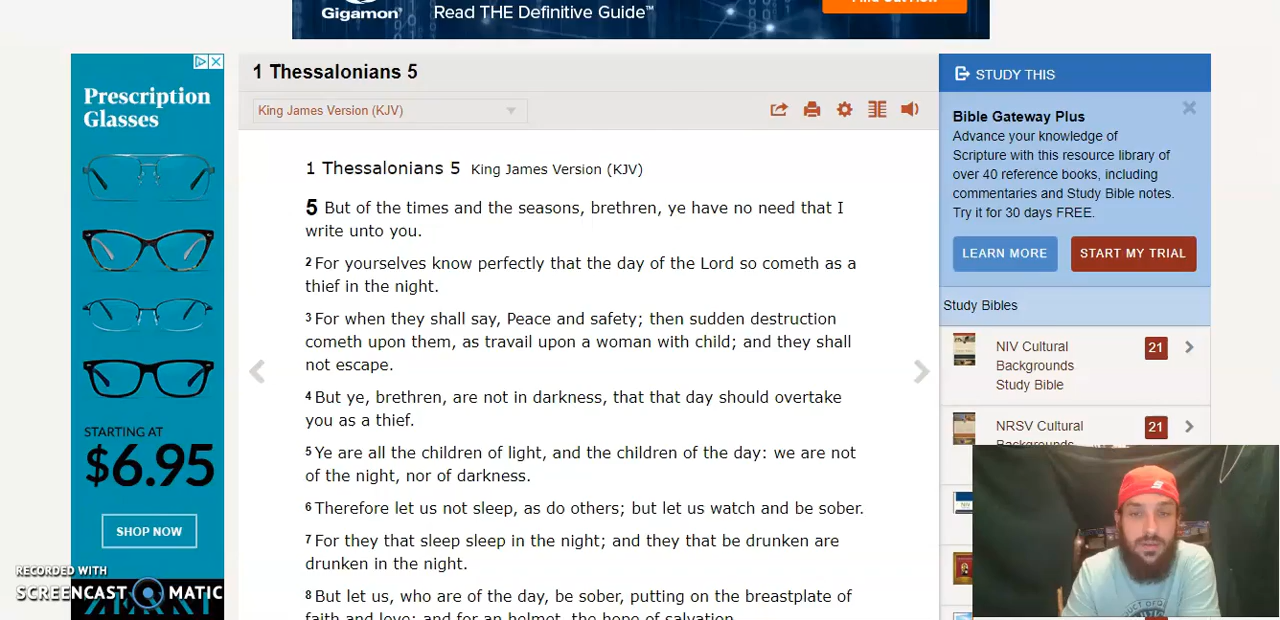 Gigamon®
Read THE Definitive Guide™
Prescription
Glasses
STARTING AT
$6.95
SHOP NOW
RECORDED WITH
SCREENCAST MATIC
1 Thessalonians 5
King James Version (KJV)
1 Thessalonians 5 King James Version (KJV)
5 But of the times and the seasons, brethren, ye have no need that I
write unto you.
2 For yourselves know perfectly that the day of the Lord so cometh as a
thief in the night.
3 For when they shall say, Peace and safety; then sudden destruction
cometh upon them, as travail upon a woman with child; and they shall
not escape.
4 But ye, brethren, are not in darkness, that that day should overtake
you as a thief.
5 Ye are all the children of light, and the children of the day: we are not
of the night, nor of darkness.
6 Therefore let us not sleep, as do others; but let us watch and be sober.
7 For they that sleep sleep in the night; and they that be drunken are
drunken in the night.
8 But let us, who are of the day, be sober, putting on the breastplate of
faith and love; and for an helmet, the hope of salvation.
STUDY THIS
Bible Gateway Plus
Advance your knowledge of
Scripture with this resource library of
over 40 reference books, including
commentaries and Study Bible notes.
Try it for 30 days FREE.
LEARN MORE START MY TRIAL
Study Bibles
NIV Cultural
Backgrounds
Study Bible
21
NRSV Cultural
Backgrounds
21